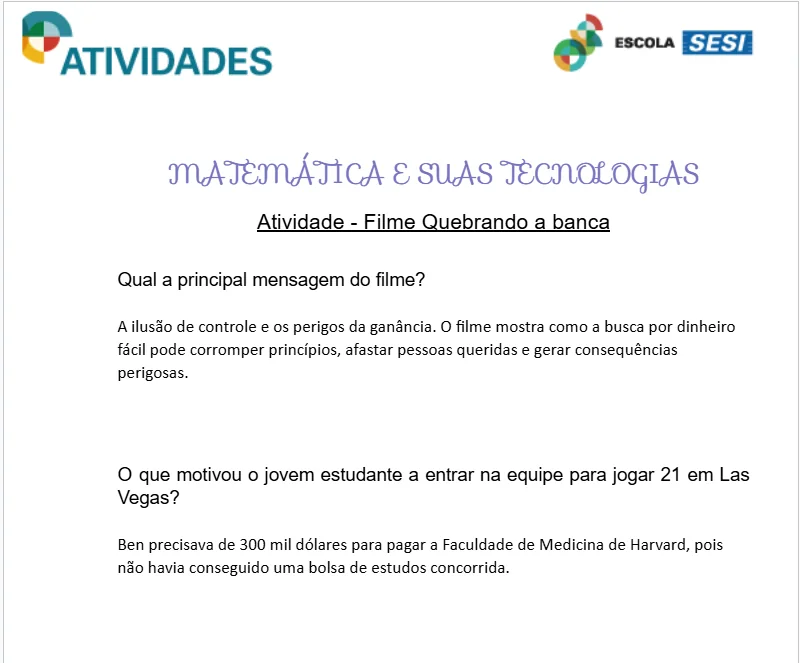 ATIVIDADES
ESCOLA SESI
MATEMÁTICA E SUAS TECNOLOGIAS
Atividade - Filme Quebrando a banca
Qual a principal mensagem do filme?
A ilusão de controle e os perigos da ganância. O filme mostra como a busca por dinheiro
fácil pode corromper princípios, afastar pessoas queridas e gerar consequências
perigosas.
O que motivou o jovem estudante a entrar na equipe para jogar 21 em Las
Vegas?
Ben precisava de 300 mil dólares para pagar a Faculdade de Medicina de Harvard, pois
não havia conseguido uma bolsa de estudos concorrida.